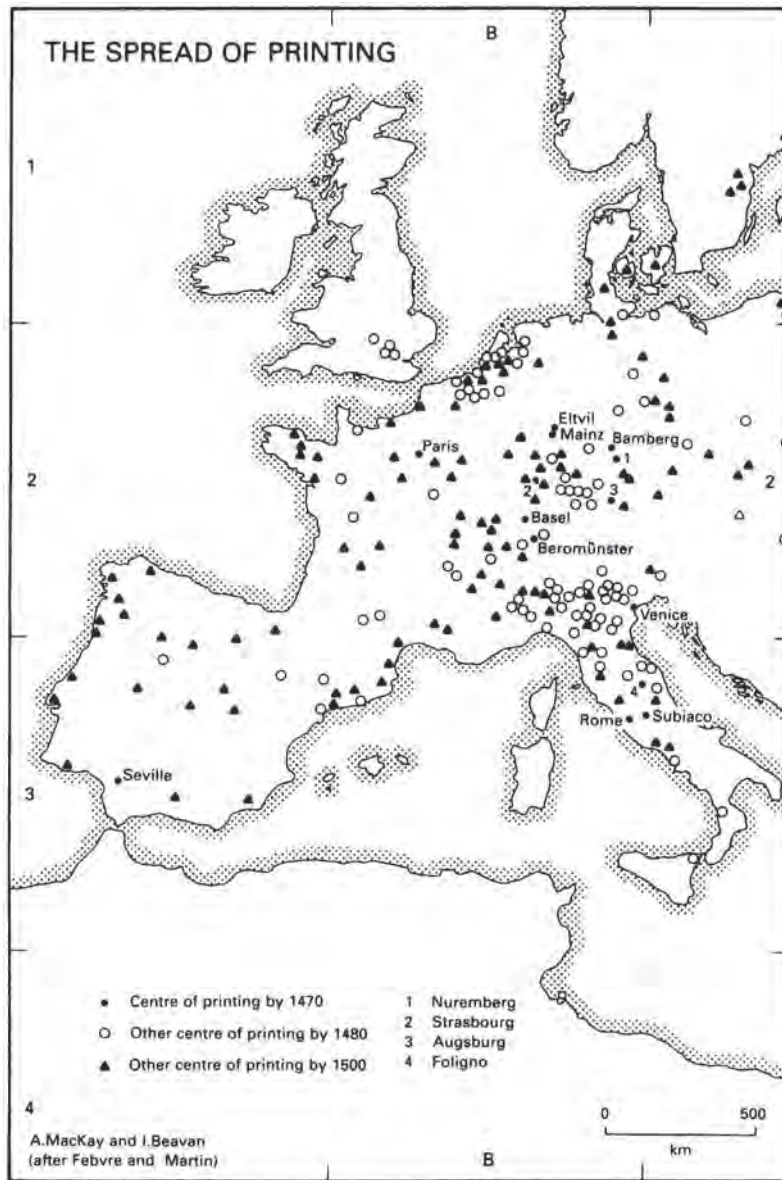 B
THE SPREAD OF PRINTING
1
Eltvil
Mainz
Bamberg
Paris
1
2
2
2
3
Basel
Beromünster
Venice
4
Rome
Subiaco
Seville
3
Centre of printing by 1470
Other centre of printing by 1480
Other centre of printing by 1500
1 Nuremberg
2 Strasbourg
3 Augsburg
4 Foligno
4
0 500
km
A.MacKay and I.Beavan
(after Febvre and Martin)
B